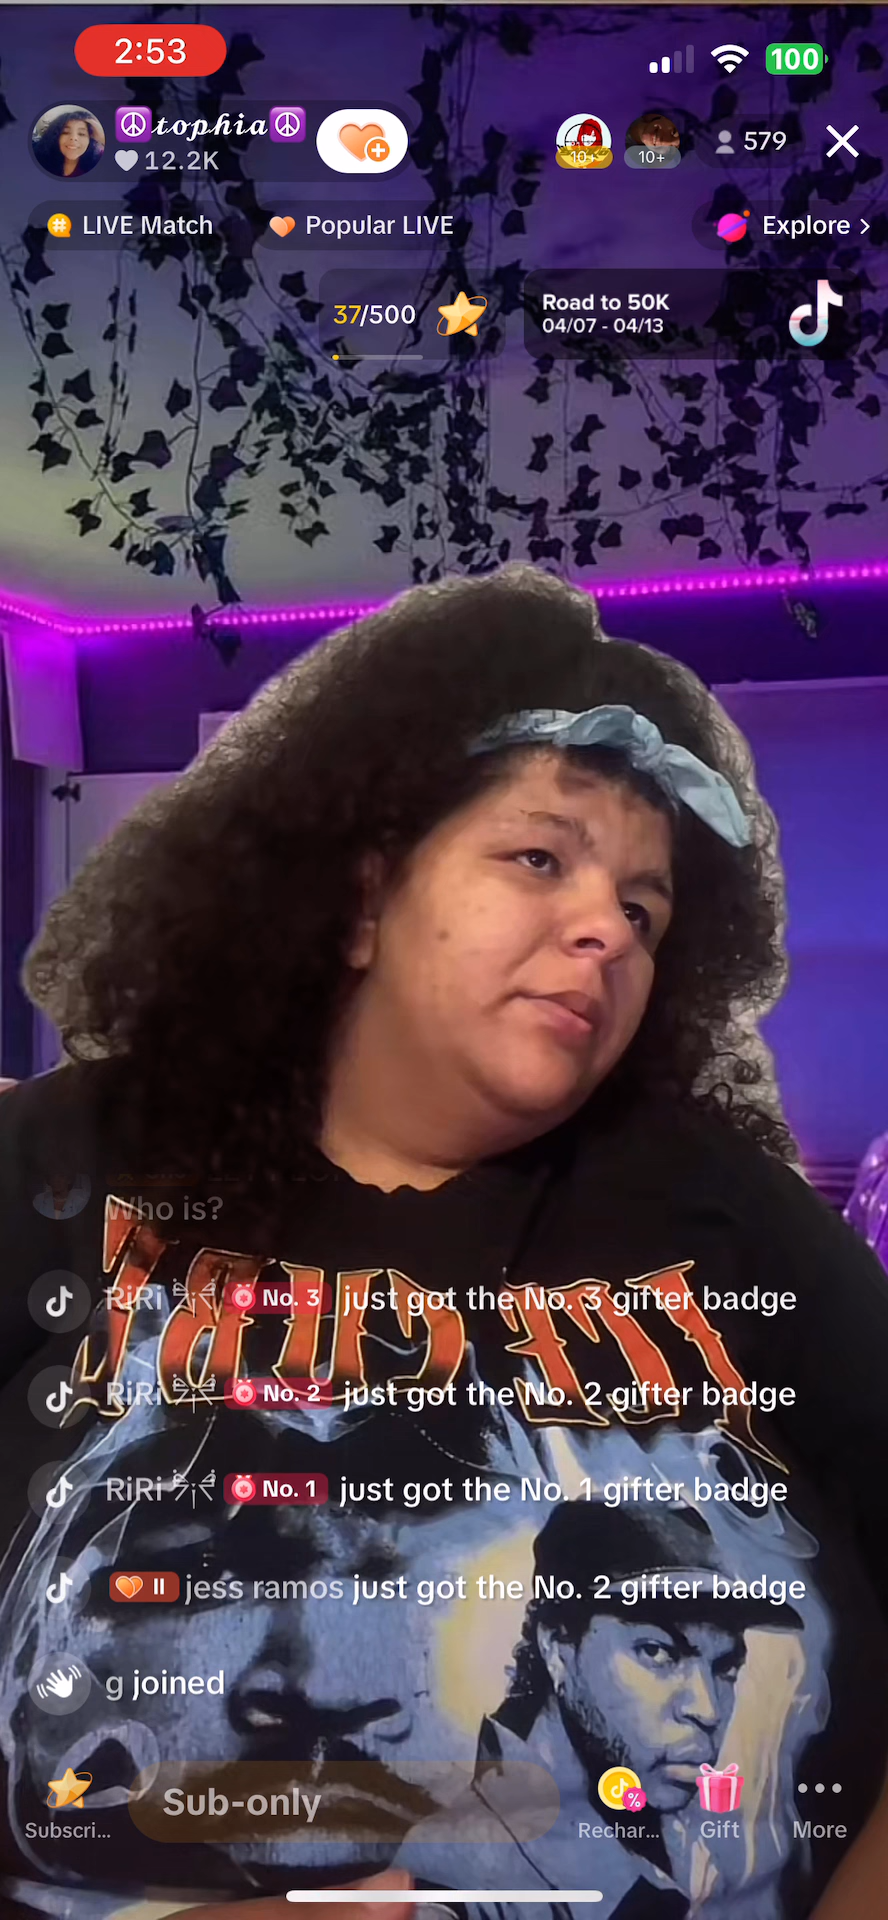 2:53
100
☮tophia☮
12.2K
10+
10+
579
LIVE Match
Popular LIVE
Explore >
37/500
Road to 50K
04/07 - 04/13
Who is?
RiRi No. 3 just got the No. 3 gifter badge
RiRi No. 2 just got the No. 2 gifter badge
RiRi No. 1 just got the No. 1 gifter badge
II jess ramos just got the No. 2 gifter badge
g joined
Sub-only
Subscri...
Rechar...
Gift
More